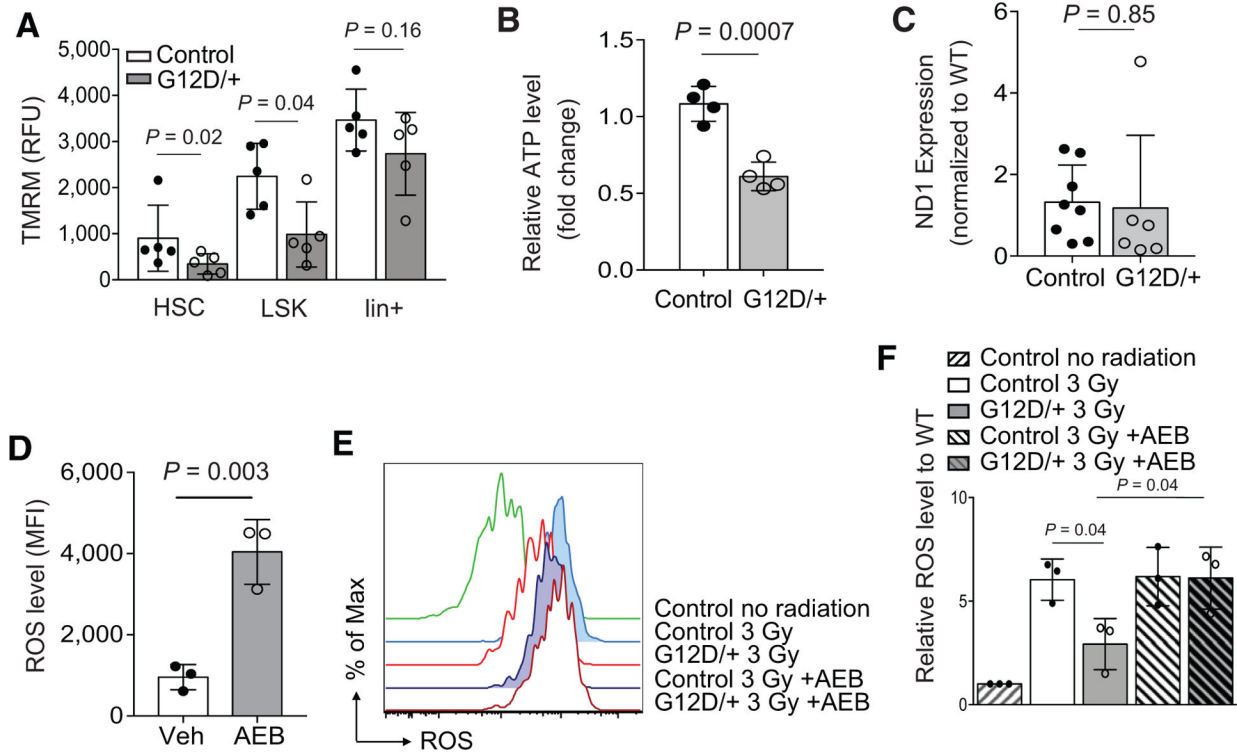 A
5,000
4,000
3,000
2,000
1,000
0
TMRM (RFU)
Control
G12D/+
P = 0.02
P = 0.04
P = 0.16
HSC
LSK
lin+
B
P = 0.0007
1.5
1.0
0.5
0.0
Relative ATP level
(fold change)
Control
G12D/+
C
P = 0.85
6
4
2
0
ND1 Expression
(normalized to WT)
Control
G12D/+
D
P = 0.003
6,000
4,000
2,000
0
ROS level (MFI)
Veh
AEB
E
% of Max
ROS
Control no radiation
Control 3 Gy
G12D/+ 3 Gy
Control 3 Gy +AEB
G12D/+ 3 Gy +AEB
F
Control no radiation
Control 3 Gy
G12D/+ 3 Gy
Control 3 Gy +AEB
G12D/+ 3 Gy +AEB
P = 0.04
P = 0.04
10
5
0
Relative ROS level to WT